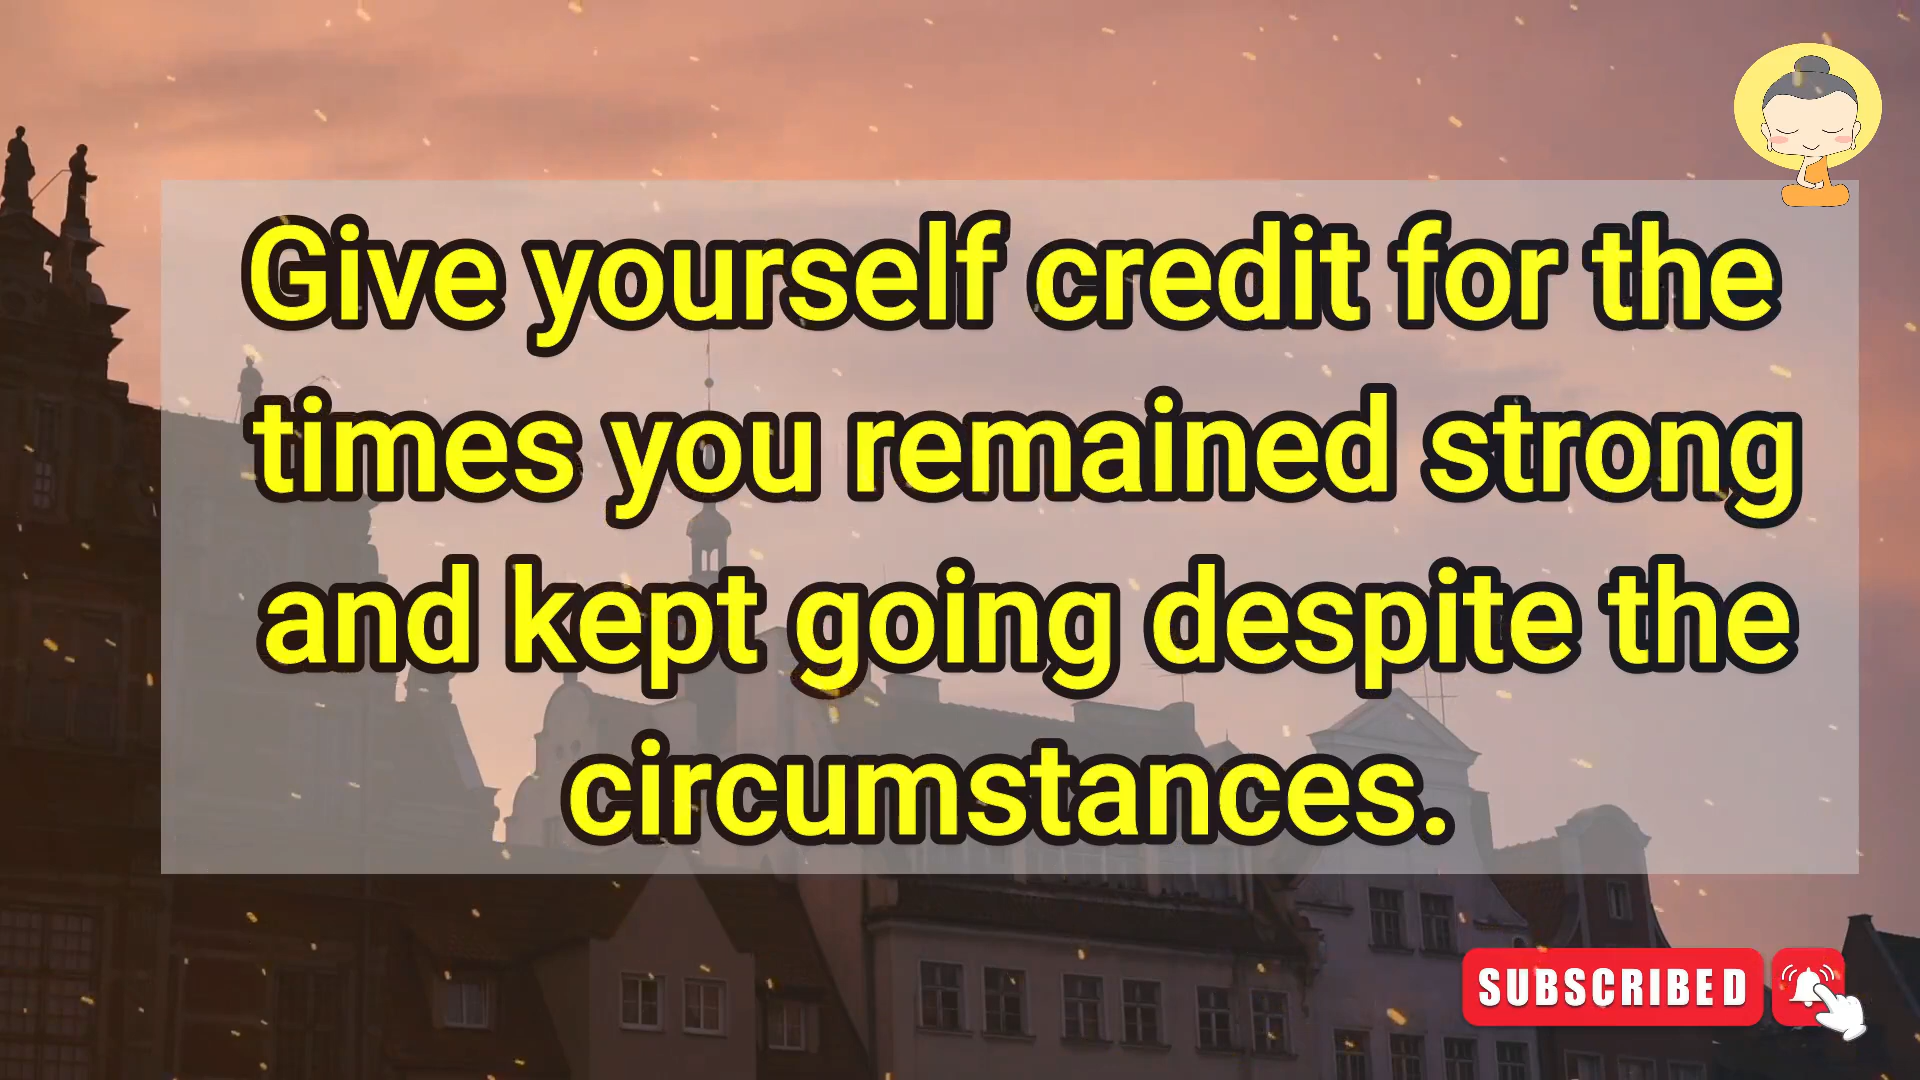 Give yourself credit for the
times you remained strong
and kept going despite the
circumstances.
SUBSCRIBED